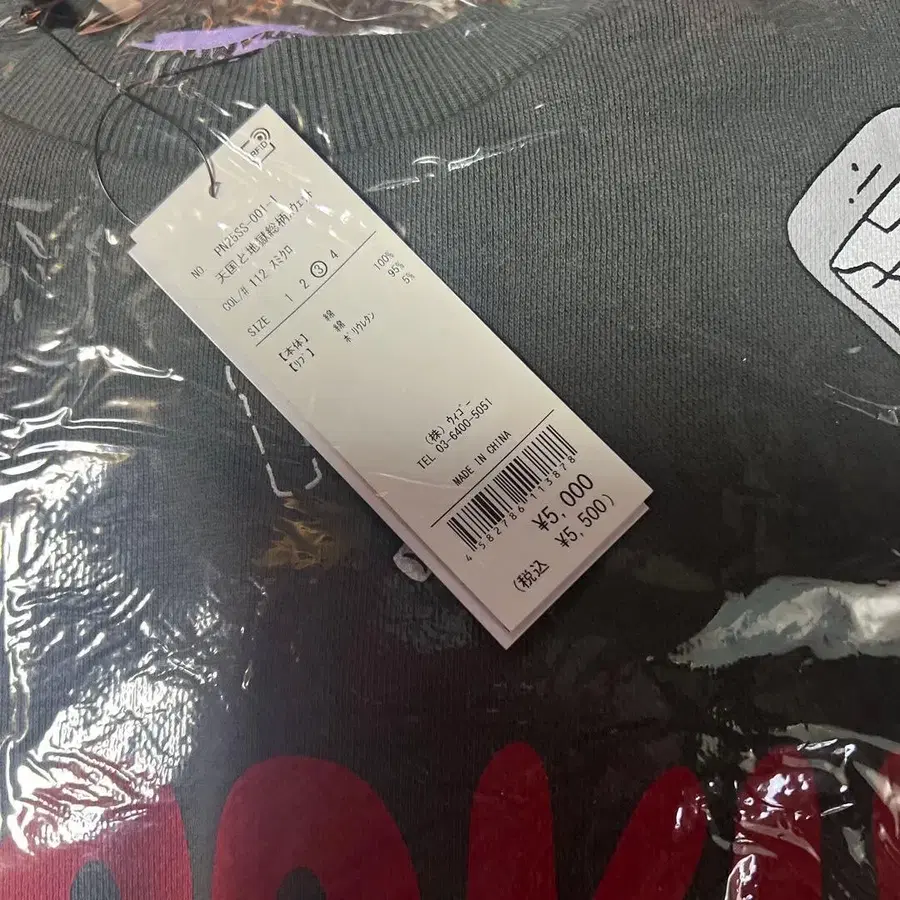 RFID
NO PN25SS-001-1
天国と地獄総柄スウェット
COL/# 112 スミクロ
SIZE 1 2 3 4
【本体】 綿 100%
【リブ】 綿 95%
ポリウレタン 5%
(株)ウィゴー
TEL 03-6400-5051
MADE IN CHINA
4582786113878
¥5,000
(税込 ¥5,500)